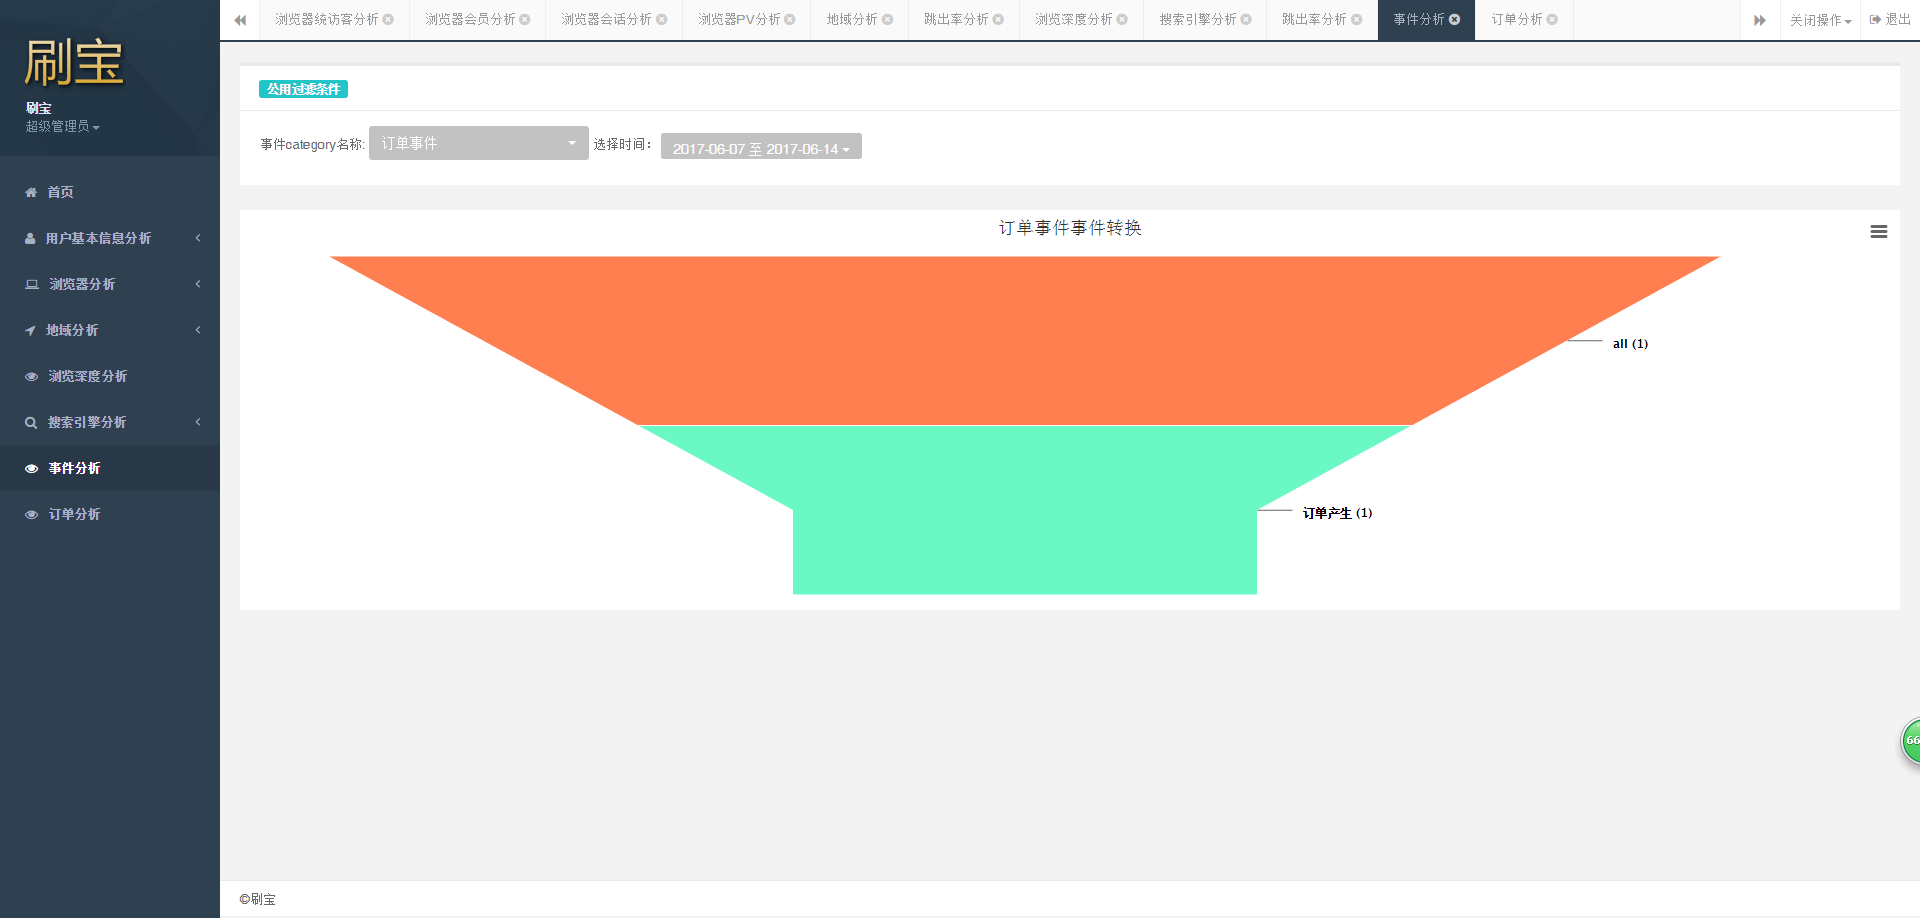 刷宝
刷宝
超级管理员
首页
用户基本信息分析
浏览器分析
地域分析
浏览深度分析
搜索引擎分析
事件分析
订单分析
浏览器统访客分析 浏览器会员分析 浏览器会话分析 浏览器PV分析 地域分析 跳出率分析 浏览深度分析 搜索引擎分析 跳出率分析 事件分析 订单分析 关闭操作 退出
公用过滤条件
事件category名称: 订单事件 选择时间： 2017-06-07 至 2017-06-14
订单事件事件转换
all (1)
订单产生 (1)
66
©刷宝